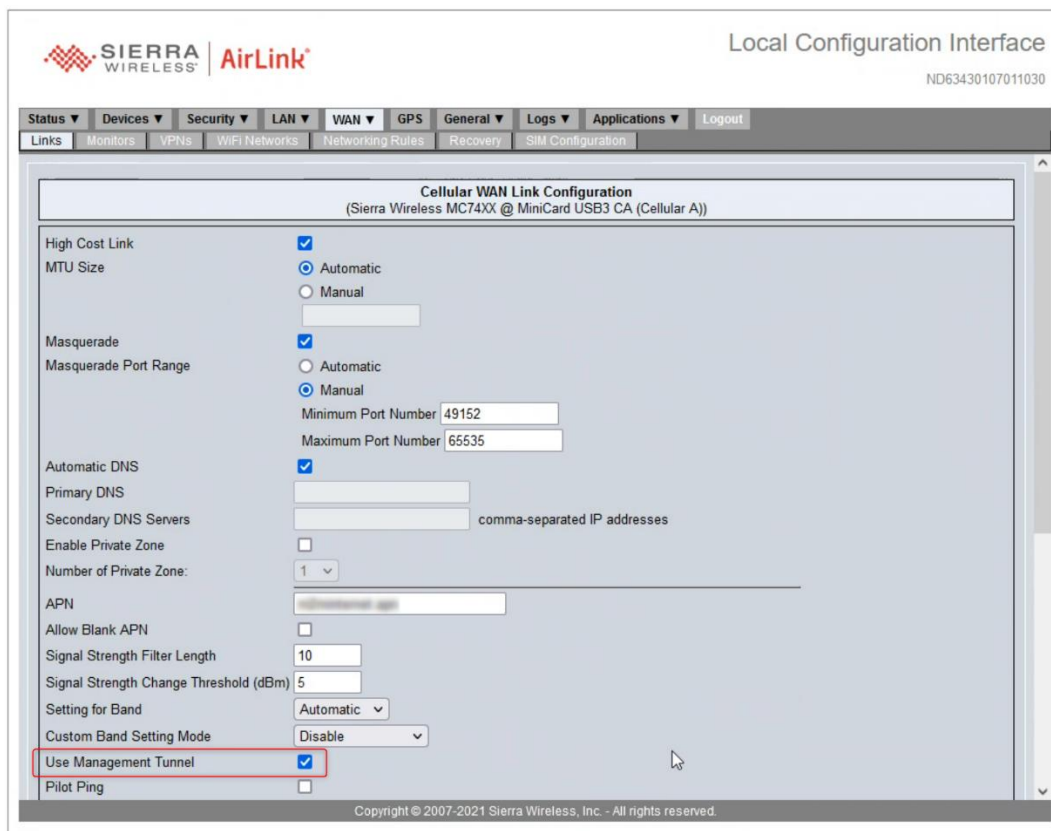 SIERRA WIRELESS AirLink®
Local Configuration Interface
ND63430107011030
Status ▼ Devices ▼ Security ▼ LAN ▼ WAN ▼ GPS General ▼ Logs ▼ Applications ▼ Logout
Links Monitors VPNs WiFi Networks Networking Rules Recovery SIM Configuration
Cellular WAN Link Configuration
(Sierra Wireless MC74XX @ MiniCard USB3 CA (Cellular A))
High Cost Link
MTU Size Automatic
Manual
Masquerade
Masquerade Port Range Automatic
Manual
Minimum Port Number 49152
Maximum Port Number 65535
Automatic DNS
Primary DNS
Secondary DNS Servers comma-separated IP addresses
Enable Private Zone
Number of Private Zone: 1
APN
Allow Blank APN
Signal Strength Filter Length 10
Signal Strength Change Threshold (dBm) 5
Setting for Band Automatic
Custom Band Setting Mode Disable
Use Management Tunnel
Pilot Ping
Copyright © 2007-2021 Sierra Wireless, Inc. - All rights reserved.